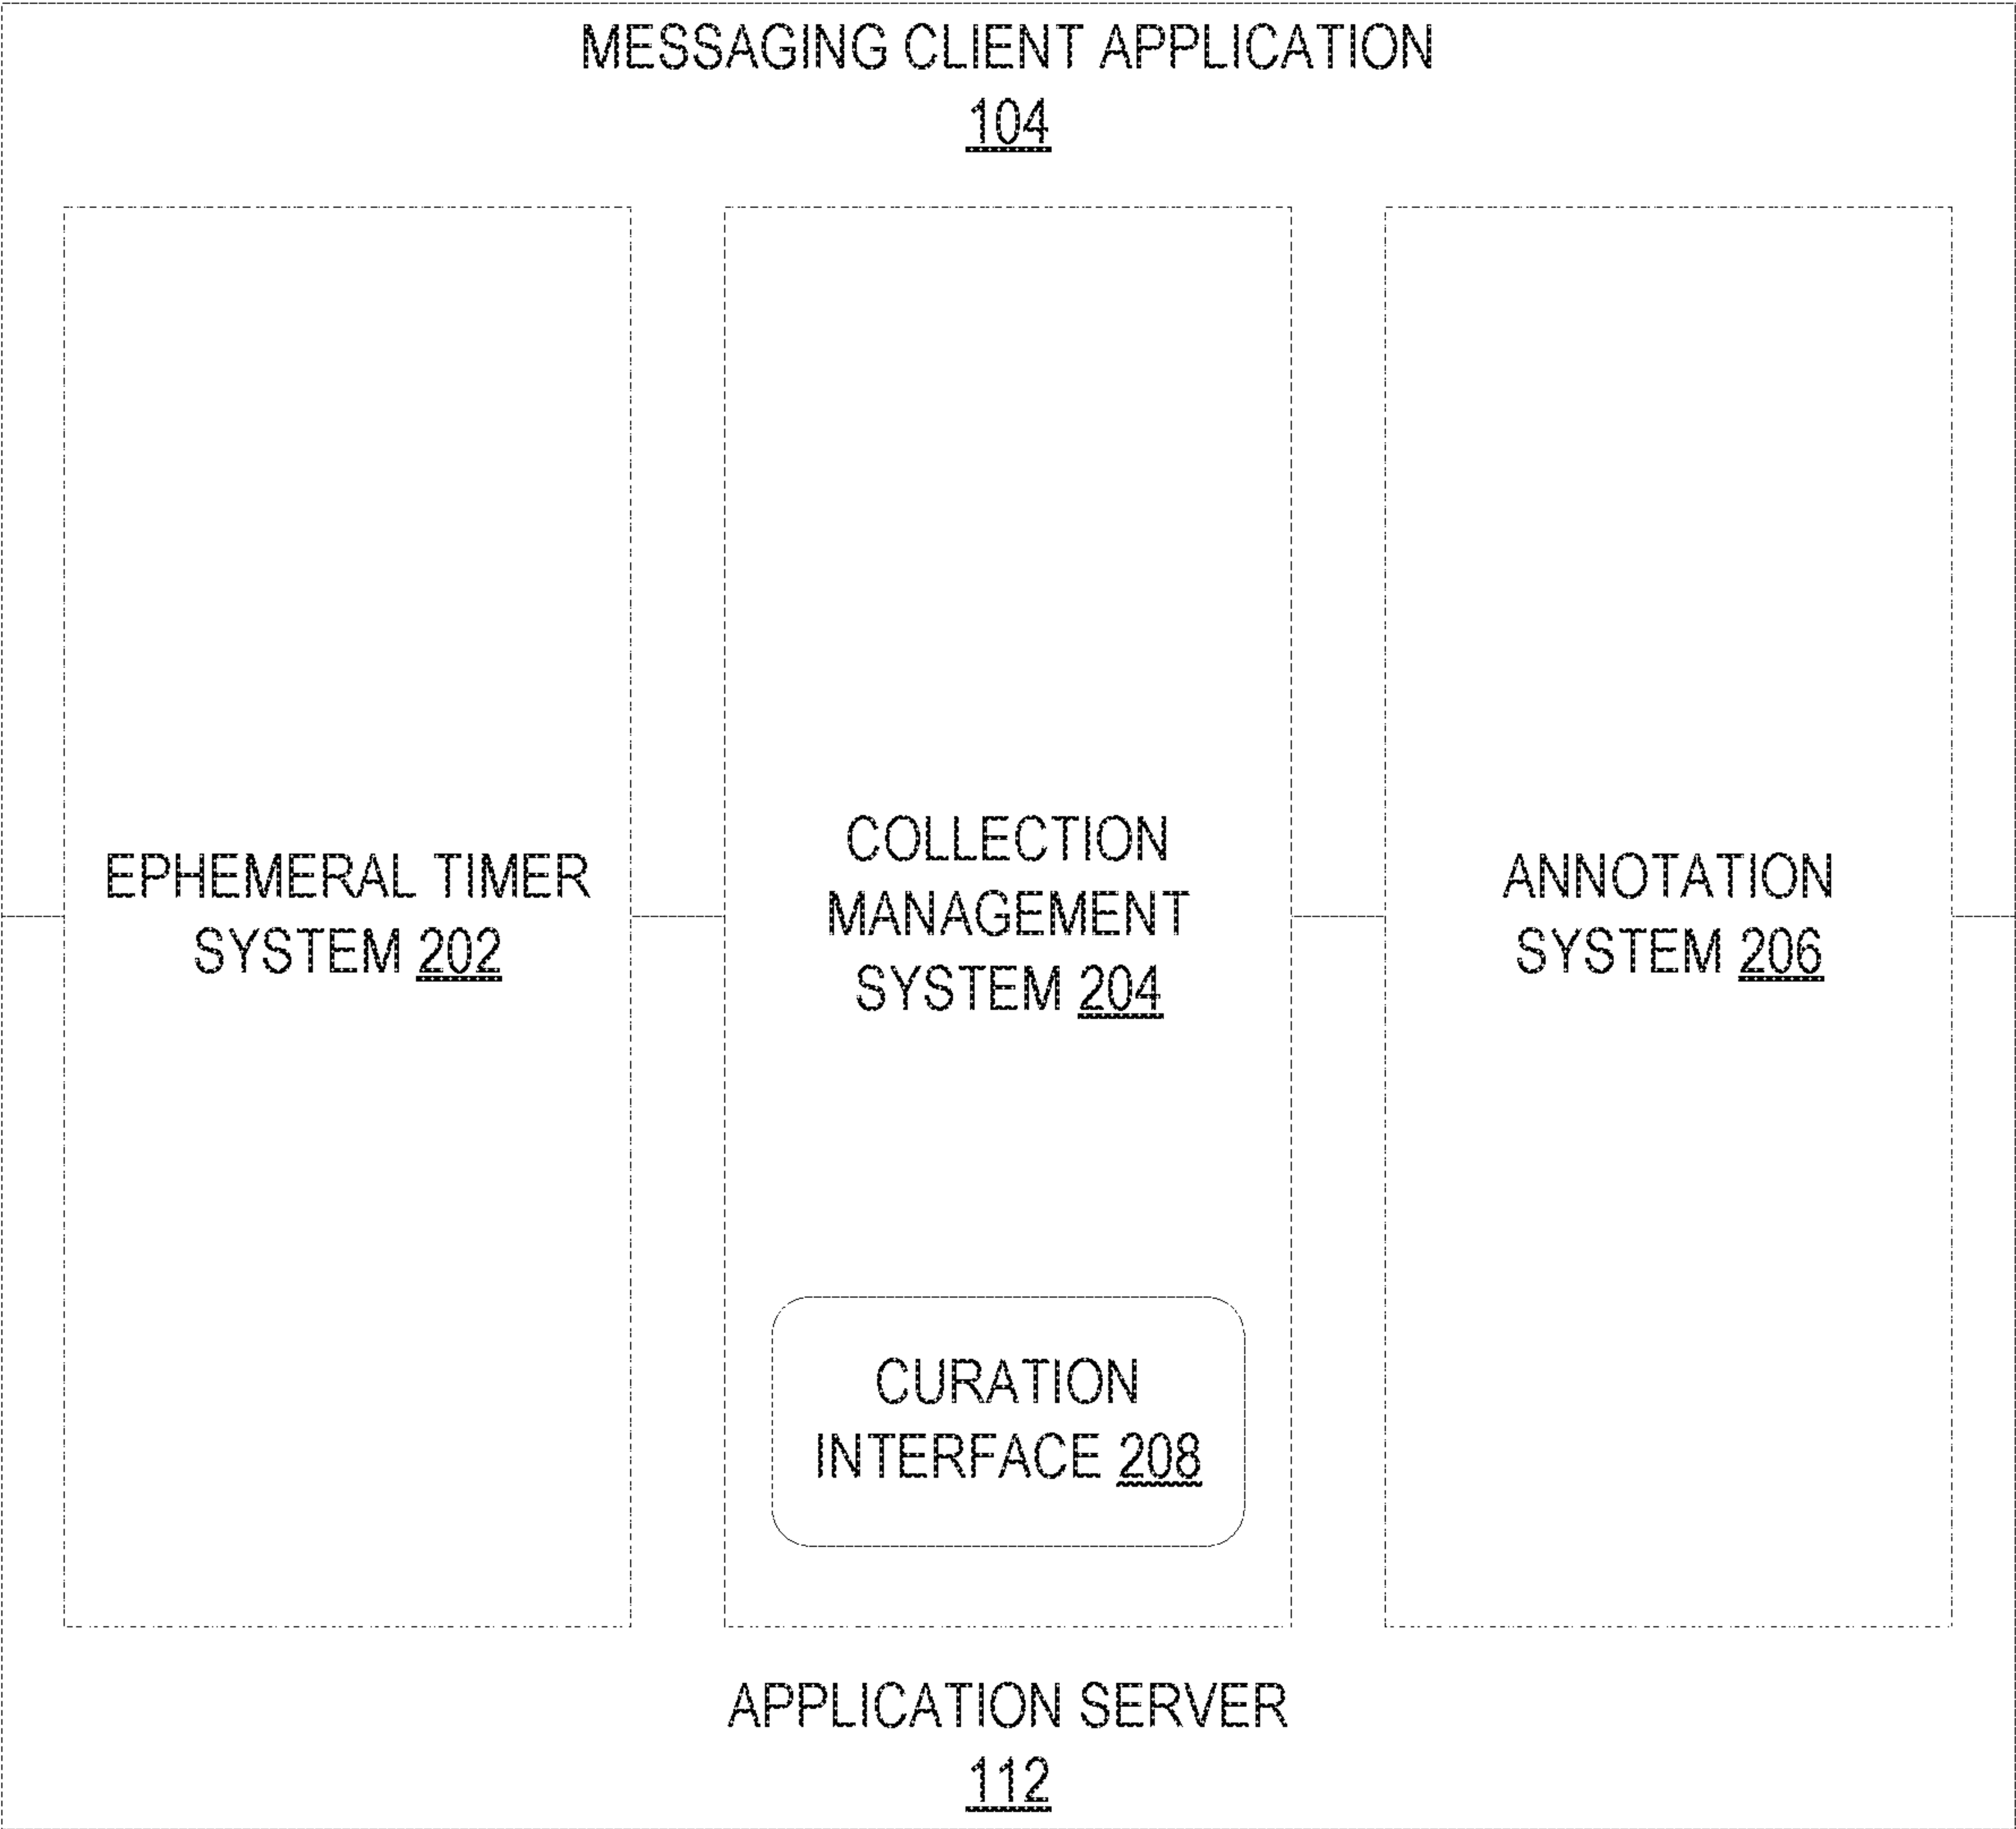 MESSAGING CLIENT APPLICATION
104
EPHEMERAL TIMER
SYSTEM 202
COLLECTION
MANAGEMENT
SYSTEM 204
ANNOTATION
SYSTEM 206
CURATION
INTERFACE 208
APPLICATION SERVER
112